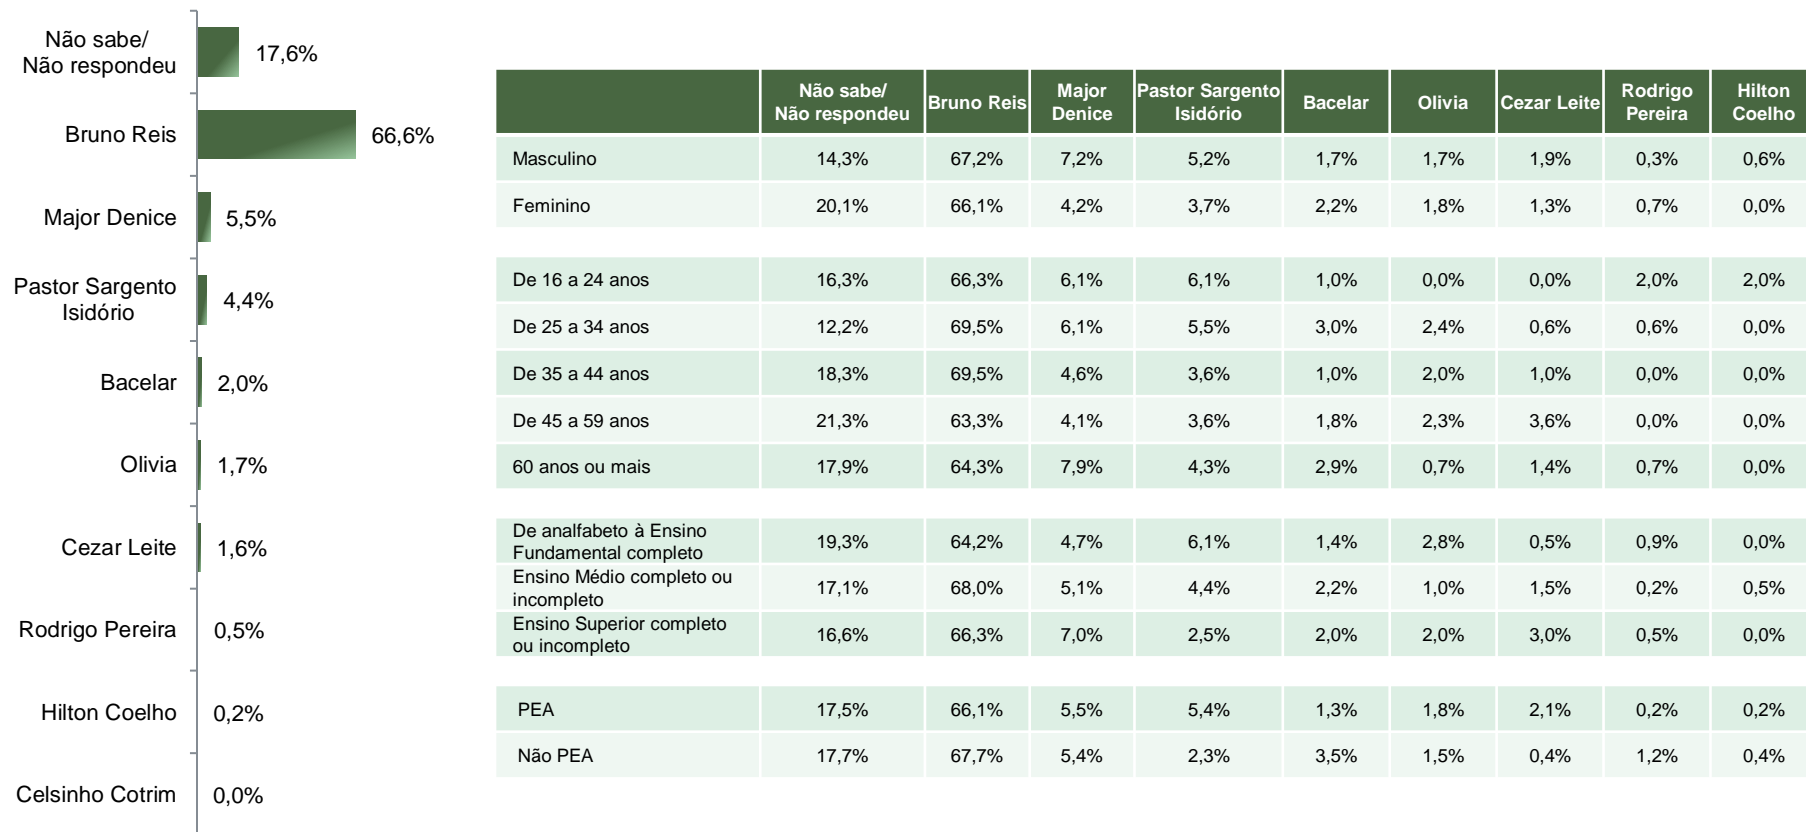 Não sabe/
Não respondeu
17,6%
Bruno Reis
66,6%
Major Denice
5,5%
Pastor Sargento
Isidório
4,4%
Bacelar
2,0%
Olivia
1,7%
Cezar Leite
1,6%
Rodrigo Pereira
0,5%
Hilton Coelho
0,2%
Celsinho Cotrim
0,0%
Não sabe/ Não respondeu Bruno Reis Major Denice Pastor Sargento Isidório Bacelar Olivia Cezar Leite Rodrigo Pereira Hilton Coelho
Masculino 14,3% 67,2% 7,2% 5,2% 1,7% 1,7% 1,9% 0,3% 0,6%
Feminino 20,1% 66,1% 4,2% 3,7% 2,2% 1,8% 1,3% 0,7% 0,0%
De 16 a 24 anos 16,3% 66,3% 6,1% 6,1% 1,0% 0,0% 0,0% 2,0% 2,0%
De 25 a 34 anos 12,2% 69,5% 6,1% 5,5% 3,0% 2,4% 0,6% 0,6% 0,0%
De 35 a 44 anos 18,3% 69,5% 4,6% 3,6% 1,0% 2,0% 1,0% 0,0% 0,0%
De 45 a 59 anos 21,3% 63,3% 4,1% 3,6% 1,8% 2,3% 3,6% 0,0% 0,0%
60 anos ou mais 17,9% 64,3% 7,9% 4,3% 2,9% 0,7% 1,4% 0,7% 0,0%
De analfabeto à Ensino
Fundamental completo 19,3% 64,2% 4,7% 6,1% 1,4% 2,8% 0,5% 0,9% 0,0%
Ensino Médio completo ou
incompleto 17,1% 68,0% 5,1% 4,4% 2,2% 1,0% 1,5% 0,2% 0,5%
Ensino Superior completo
ou incompleto 16,6% 66,3% 7,0% 2,5% 2,0% 2,0% 3,0% 0,5% 0,0%
PEA 17,5% 66,1% 5,5% 5,4% 1,3% 1,8% 2,1% 0,2% 0,2%
Não PEA 17,7% 67,7% 5,4% 2,3% 3,5% 1,5% 0,4% 1,2% 0,4%